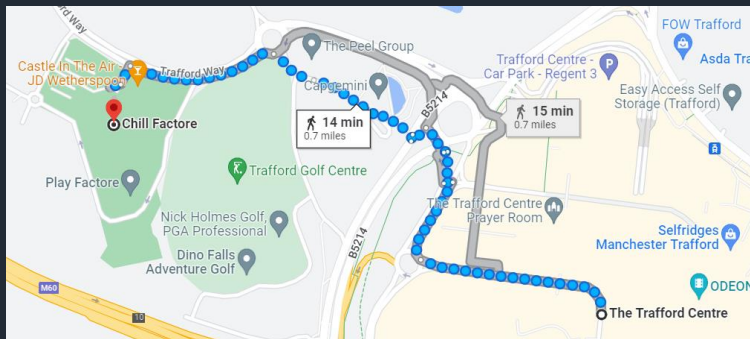 ord Way
Castle In The Air -
JD Wetherspoon
Trafford Way
The Peel Group
Capgemini
B5214
14 min
0.7 miles
15 min
0.7 miles
FOW Trafford
Asda Tra
Trafford Centre -
Car Park - Regent 3
Easy Access Self
Storage (Trafford)
Chill Factore
Play Factore
Trafford Golf Centre
Nick Holmes Golf,
PGA Professional
Dino Falls
Adventure Golf
B5214
M60
10
The Trafford Centre
Prayer Room
Selfridges
Manchester Trafford
ODEON
The Trafford Centre
P